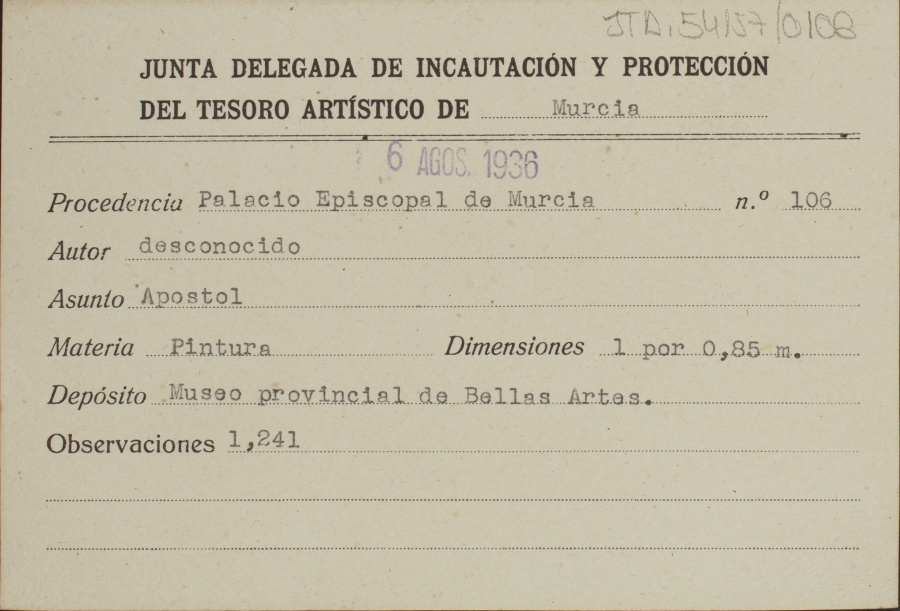 JTA.54/57/0108
JUNTA DELEGADA DE INCAUTACIÓN Y PROTECCIÓN
DEL TESORO ARTÍSTICO DE Murcia
6 AGOS. 1936
Procedencia Palacio Episcopal de Murcia n.º 106
Autor desconocido
Asunto Apostol
Materia Pintura Dimensiones 1 por 0,85 m.
Depósito Museo provincial de Bellas Artes.
Observaciones 1,241